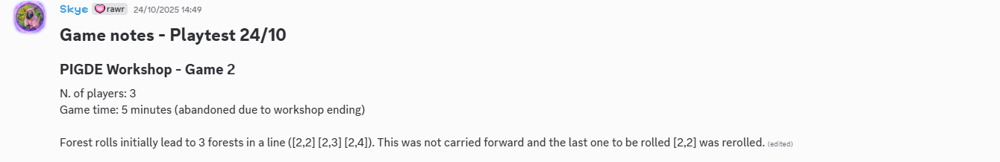 Skye rawr 24/10/2025 14:49
Game notes - Playtest 24/10
PIGDE Workshop - Game 2
N. of players: 3
Game time: 5 minutes (abandoned due to workshop ending)
Forest rolls initially lead to 3 forests in a line ([2,2] [2,3] [2,4]). This was not carried forward and the last one to be rolled [2,2] was rerolled. (edited)